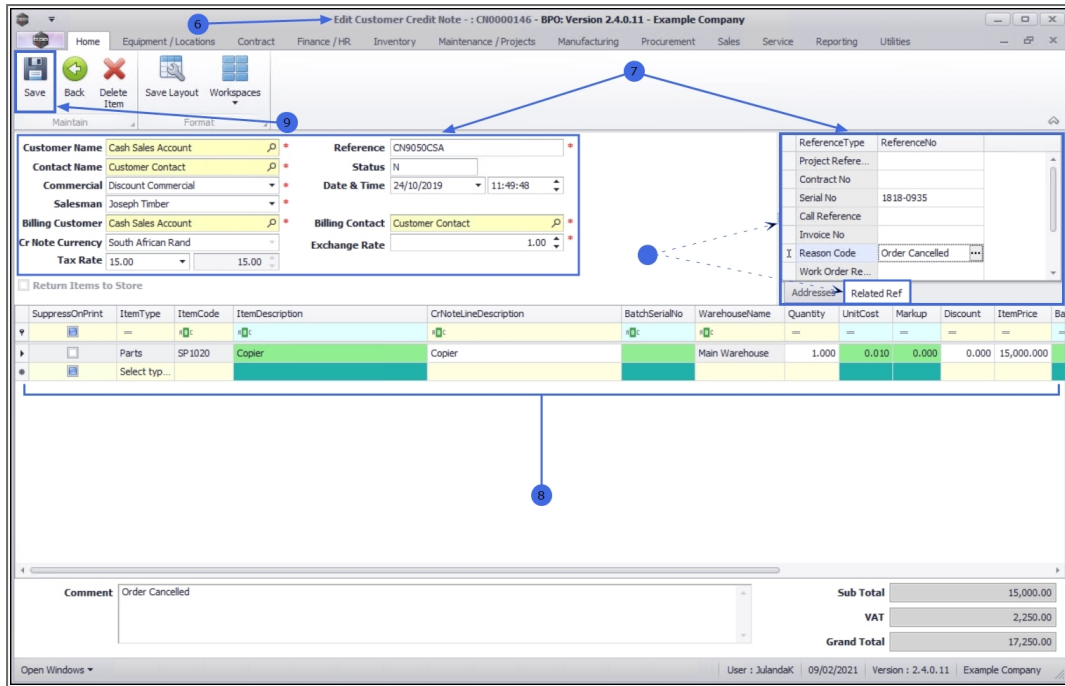 Edit Customer Credit Note - : CN0000146 - BPO: Version 2.4.0.11 - Example Company
6
Home Equipment / Locations Contract Finance / HR Inventory Maintenance / Projects Manufacturing Procurement Sales Service Reporting Utilities
Save Back Delete Item Save Layout Workspaces
7
Maintain Format
9
Customer Name Cash Sales Account * Reference CN9050CSA *
Contact Name Customer Contact * Status N
Commercial Discount Commercial * Date & Time 24/10/2019 11:49:48
Salesman Joseph Timber *
Billing Customer Cash Sales Account * Billing Contact Customer Contact *
Cr Note Currency South African Rand Exchange Rate 1.00 *
Tax Rate 15.00 15.00
Return Items to Store
ReferenceType ReferenceNo
Project Refere...
Contract No
Serial No 1818-0935
Call Reference
Invoice No
Reason Code Order Cancelled ...
Work Order Re...
Addresses Related Ref
SuppressOnPrint ItemType ItemCode ItemDescription CrNoteLineDescription BatchSerialNo WarehouseName Quantity UnitCost Markup Discount ItemPrice Ba
Parts SP1020 Copier Copier Main Warehouse 1.000 0.010 0.000 0.000 15,000.000
Select typ...
8
Comment Order Cancelled
Sub Total 15,000.00
VAT 2,250.00
Grand Total 17,250.00
Open Windows User : JulandaK 09/02/2021 Version : 2.4.0.11 Example Company